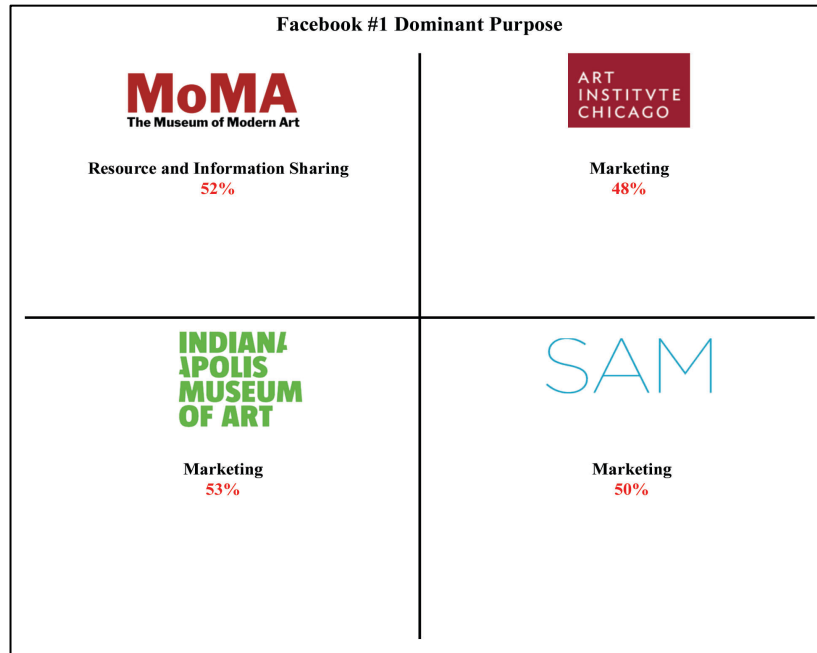 Facebook #1 Dominant Purpose
MoMA
The Museum of Modern Art
Resource and Information Sharing
52%
ART
INSTITVTE
CHICAGO
Marketing
48%
INDIANA
APOLIS
MUSEUM
OF ART
Marketing
53%
SAM
Marketing
50%